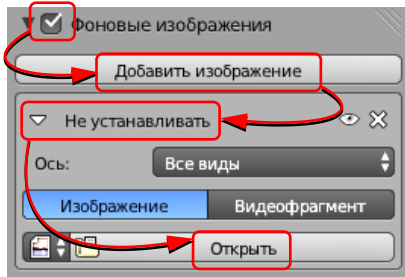 Фоновые изображения
Добавить изображение
Не устанавливать
Ось: Все виды
Изображение Видеофрагмент
Открыть